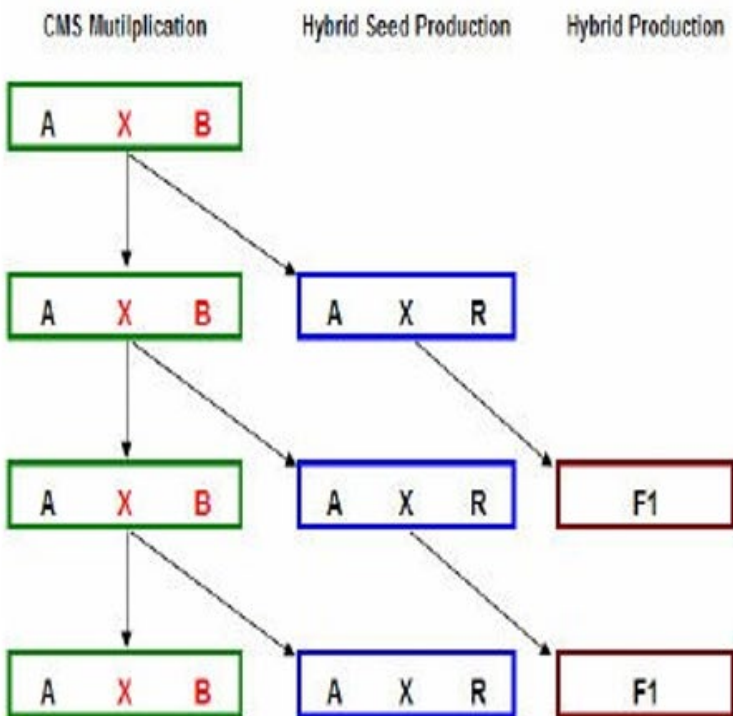 CMS Mutilplication Hybrid Seed Production Hybrid Production
A X B
A X B A X R
A X B A X R F1
A X B A X R F1